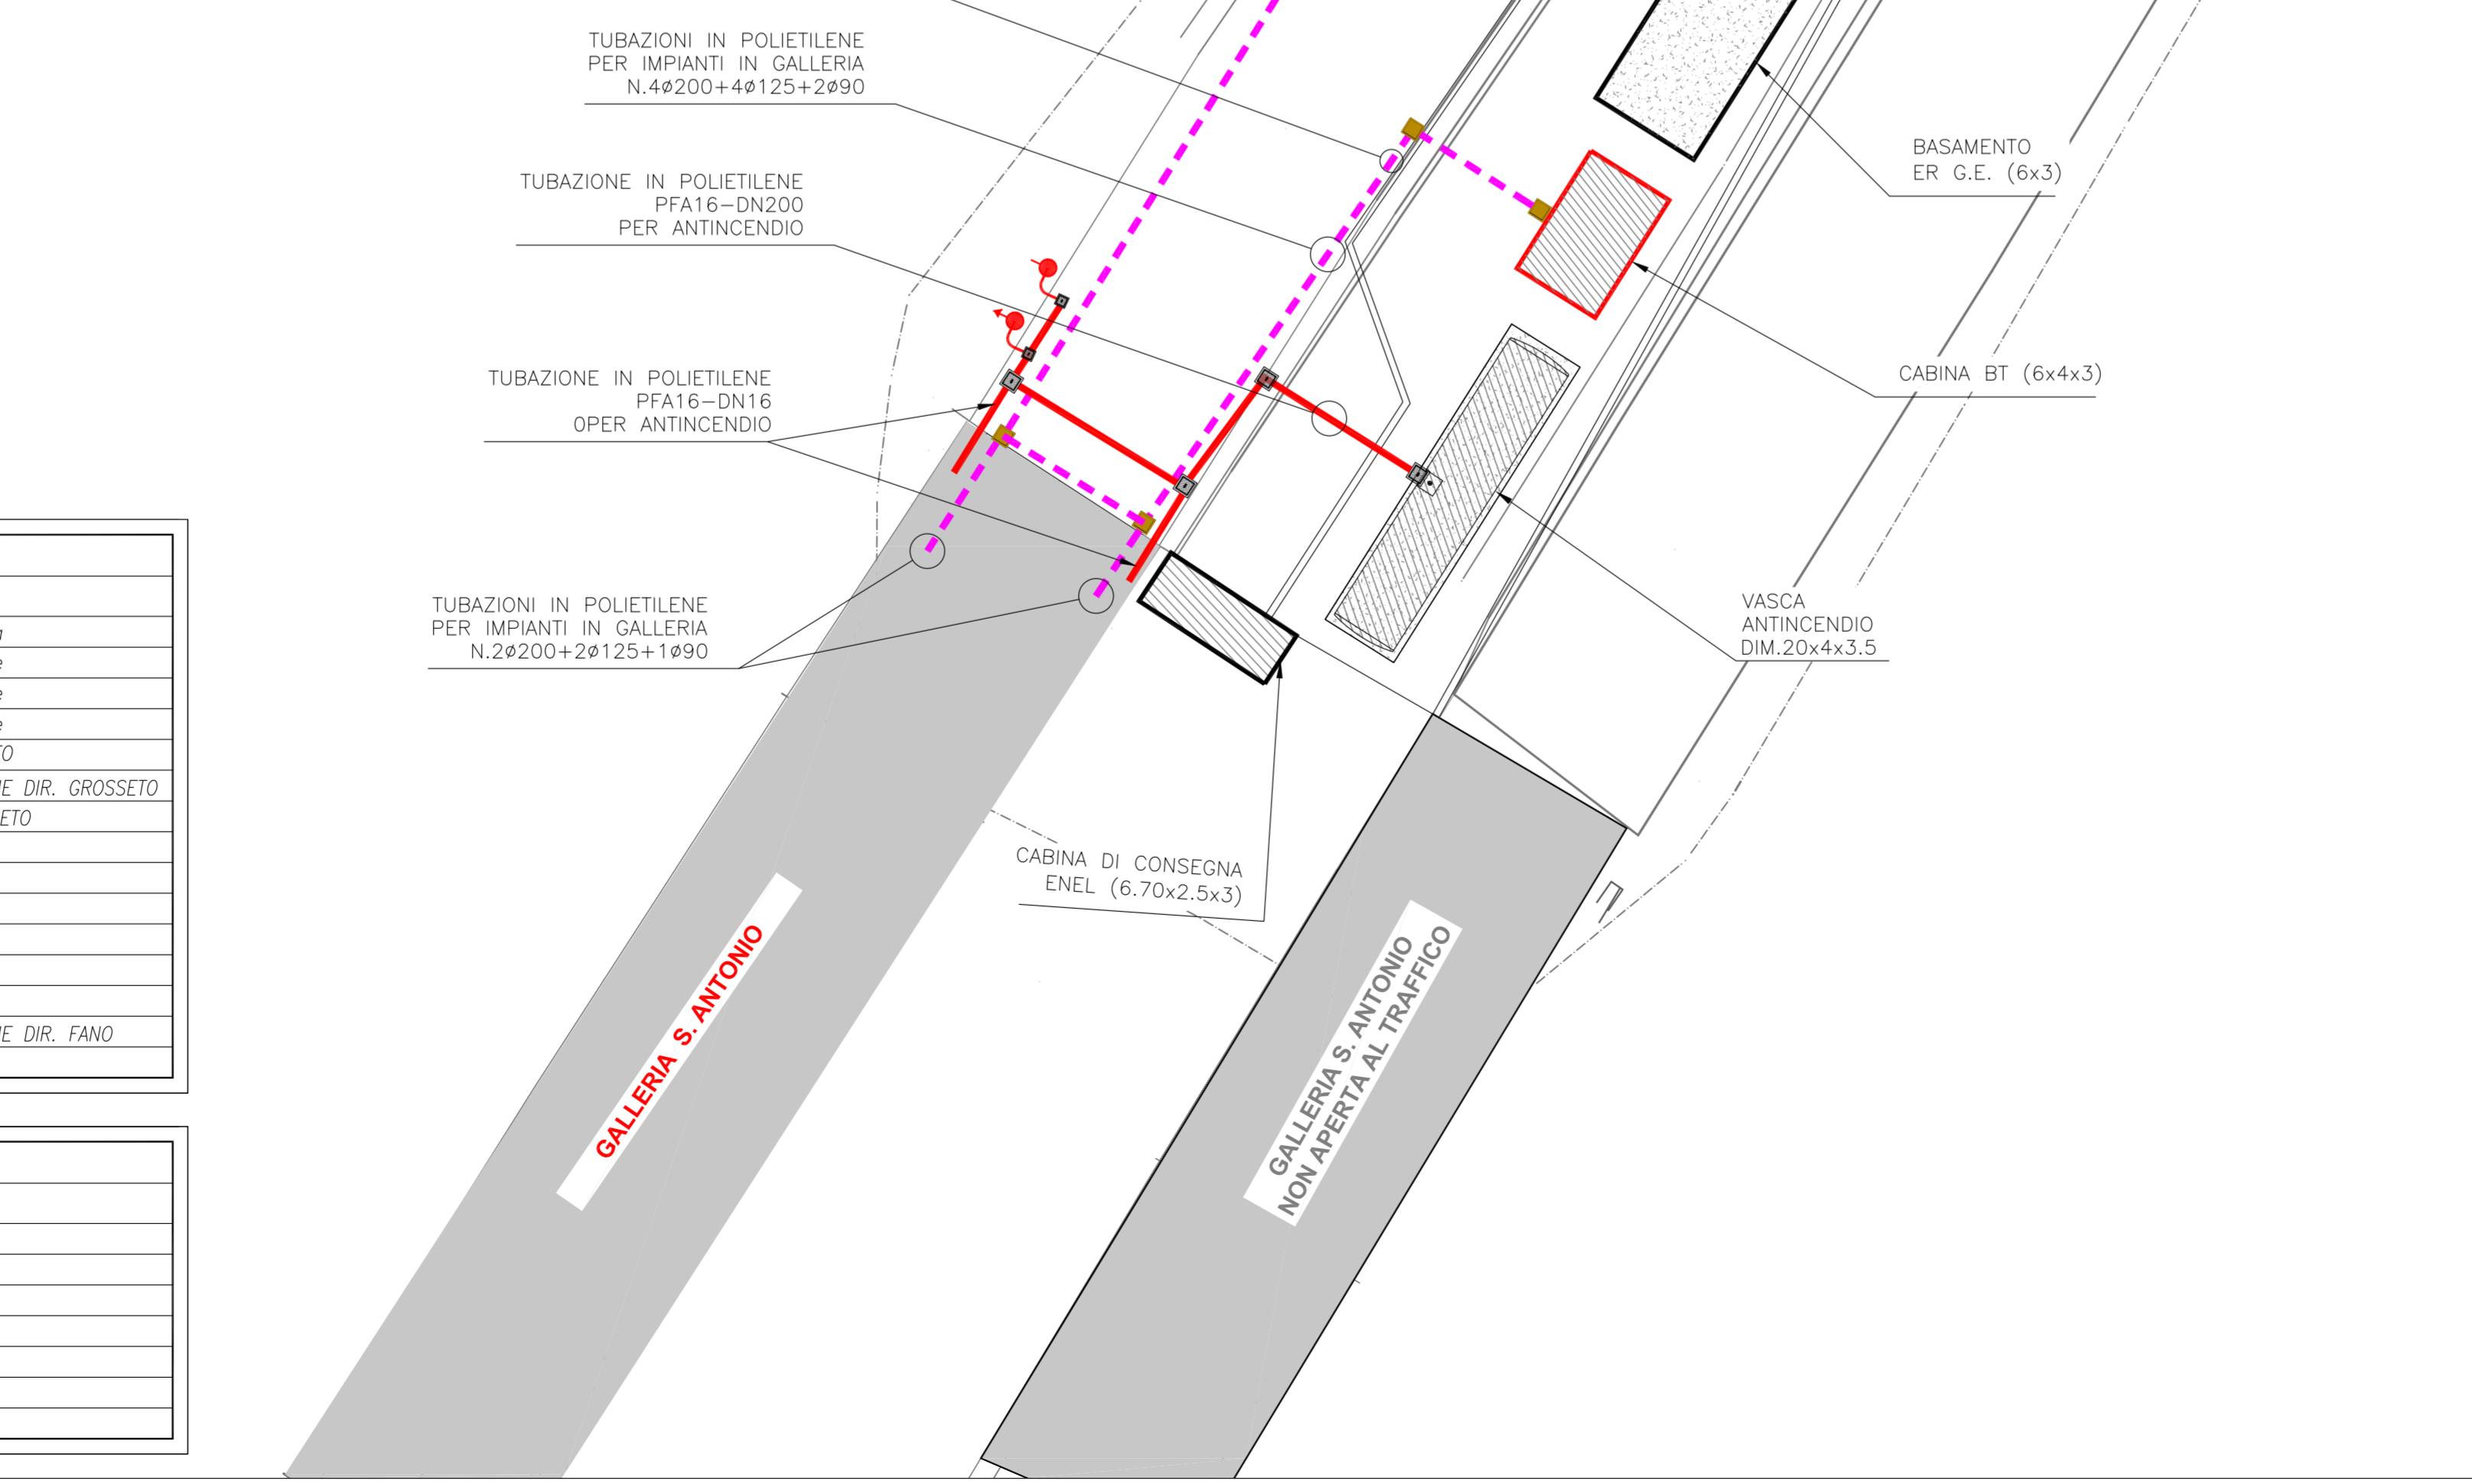 TUBAZIONI IN POLIETILENE
PER IMPIANTI IN GALLERIA
N.4ø200+4ø125+2ø90
TUBAZIONE IN POLIETILENE
PFA16-DN200
PER ANTINCENDIO
TUBAZIONE IN POLIETILENE
PFA16-DN16
0PER ANTINCENDIO
TUBAZIONI IN POLIETILENE
PER IMPIANTI IN GALLERIA
N.2ø200+2ø125+1ø90
BASAMENTO
ER G.E. (6x3)
CABINA BT (6x4x3)
VASCA
ANTINCENDIO
DIM.20x4x3.5
CABINA DI CONSEGNA
ENEL (6.70x2.5x3)
GALLERIA S. ANTONIO
GALLERIA S. ANTONIO
NON APERTA AL TRAFFICO
DIR. GROSSETO
ETO
DIR. FANO